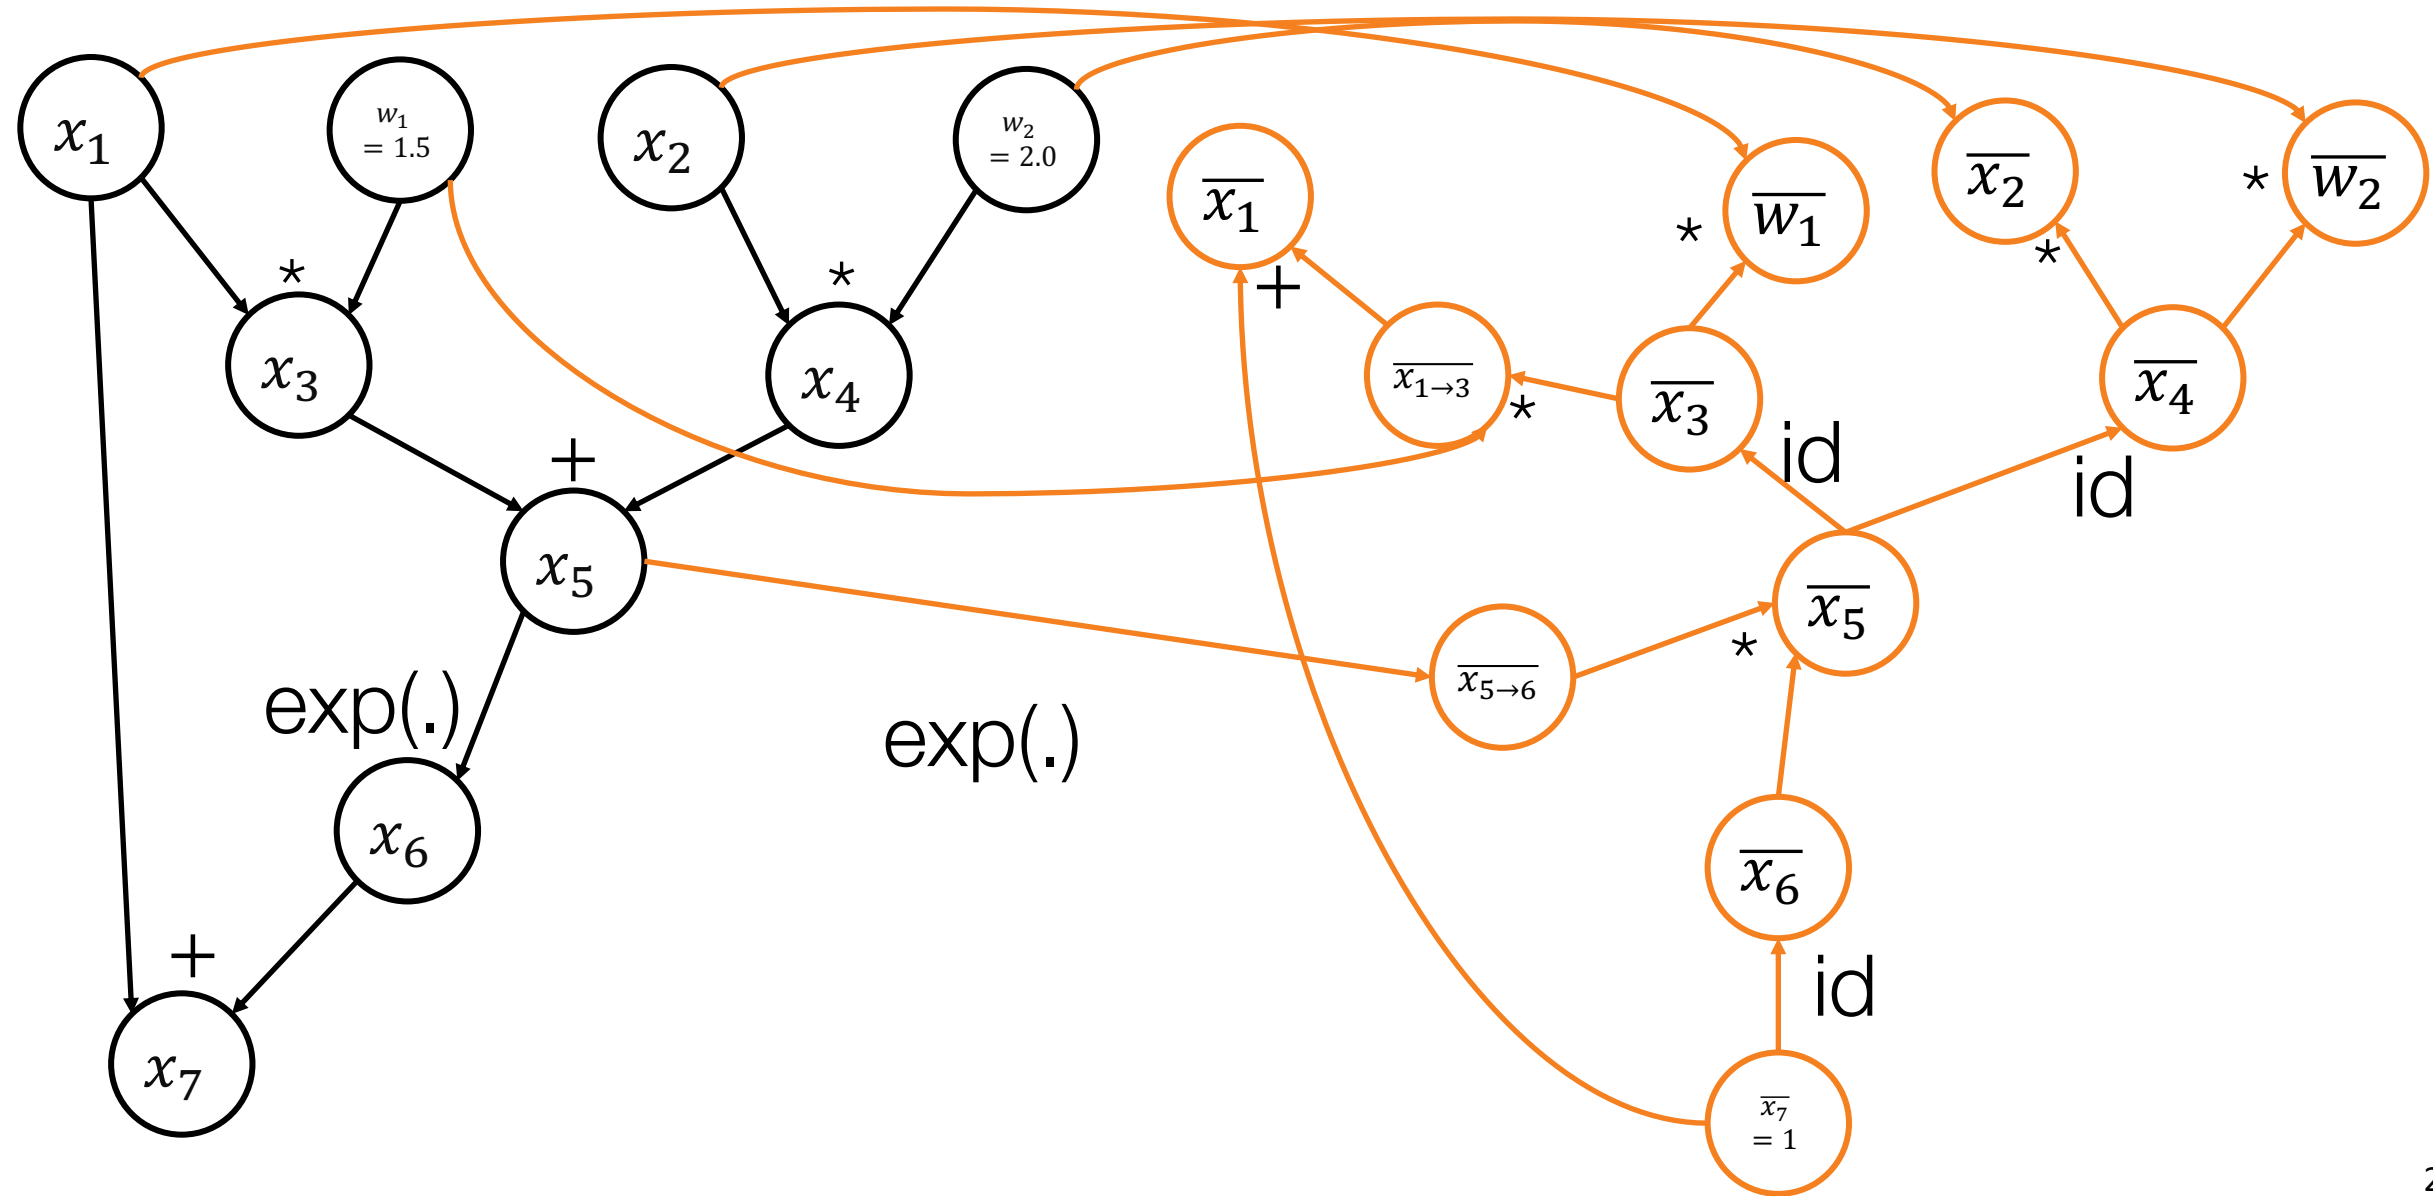 x₁
w₁
= 1.5
x₂
w₂
= 2.0
*
*
x₃
x₄
+
x₅
exp(.)
x₆
+
x₇
exp(.)
x̅₁
+
w̅₁
*
x̅₂
*
w̅₂
*
x̅₁→₃
*
x̅₃
id
x̅₄
id
x̅₅→₆
*
x̅₅
x̅₆
id
x̅₇
= 1